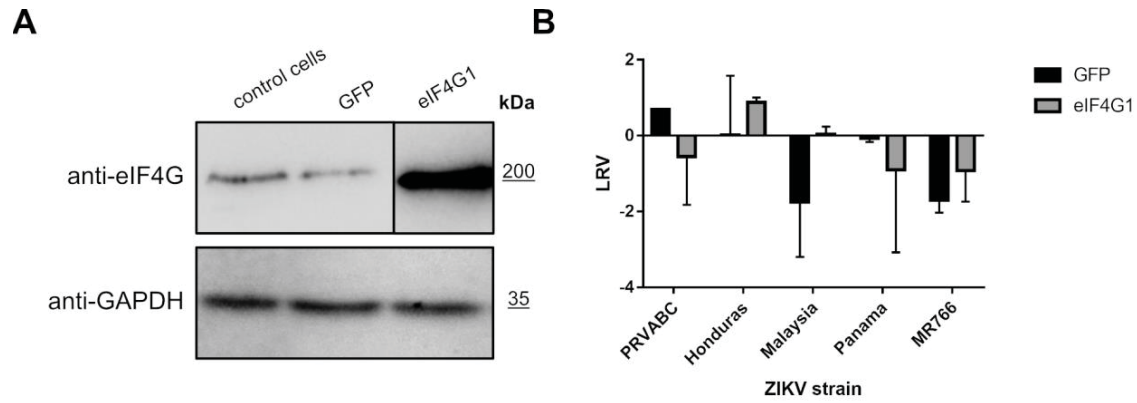 A
control cells
GFP
eIF4G1
kDa
anti-eIF4G
200
anti-GAPDH
35
B
2
0
-2
-4
LRV
PRVABC
Honduras
Malaysia
Panama
MR766
ZIKV strain
GFP
eIF4G1